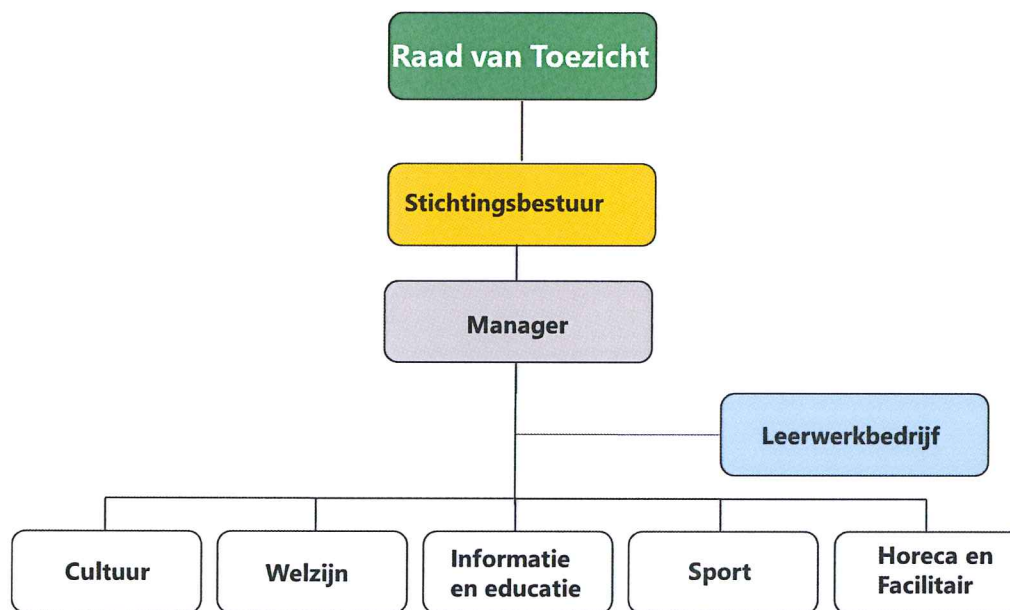 Raad van Toezicht
Stichtingsbestuur
Manager
Leerwerkbedrijf
Cultuur
Welzijn
Informatie
en educatie
Sport
Horeca en
Facilitair